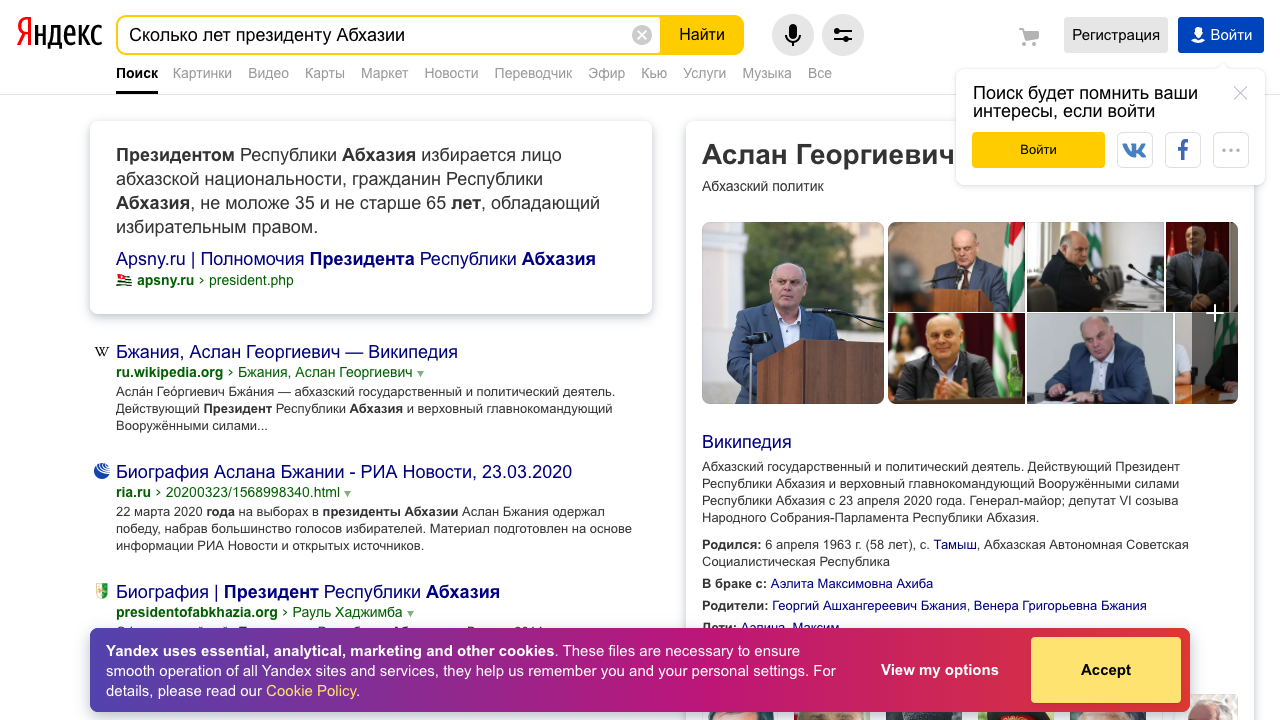 Яндекс
Сколько лет президенту Абхазии
Найти
Регистрация
Войти
Поиск Картинки Видео Карты Маркет Новости Переводчик Эфир Кью Услуги Музыка Все
Поиск будет помнить ваши
интересы, если войти
Войти
Президентом Республики Абхазия избирается лицо
абхазской национальности, гражданин Республики
Абхазия, не моложе 35 и не старше 65 лет, обладающий
избирательным правом.
Apsny.ru | Полномочия Президента Республики Абхазия
apsny.ru › president.php
W Бжания, Аслан Георгиевич — Википедия
ru.wikipedia.org › Бжания, Аслан Георгиевич
Асла́н Гео́ргиевич Бжа́ния — абхазский государственный и политический деятель.
Действующий Президент Республики Абхазия и верховный главнокомандующий
Вооружёнными силами...
Биография Аслана Бжании - РИА Новости, 23.03.2020
ria.ru › 20200323/1568998340.html
22 марта 2020 года на выборах в президенты Абхазии Аслан Бжания одержал
победу, набрав большинство голосов избирателей. Материал подготовлен на основе
информации РИА Новости и открытых источников.
Биография | Президент Республики Абхазия
presidentofabkhazia.org › Рауль Хаджимба
Аслан Георгиевич
Абхазский политик
Википедия
Абхазский государственный и политический деятель. Действующий Президент
Республики Абхазия и верховный главнокомандующий Вооружёнными силами
Республики Абхазия с 23 апреля 2020 года. Генерал-майор; депутат VI созыва
Народного Собрания-Парламента Республики Абхазия.
Родился: 6 апреля 1963 г. (58 лет), с. Тамыш, Абхазская Автономная Советская
Социалистическая Республика
В браке с: Аэлита Максимовна Ахиба
Родители: Георгий Ашхангереевич Бжания, Венера Григорьевна Бжания
Дети: Аэлина, Максим
Yandex uses essential, analytical, marketing and other cookies. These files are necessary to ensure
smooth operation of all Yandex sites and services, they help us remember you and your personal settings. For
details, please read our Cookie Policy.
View my options
Accept